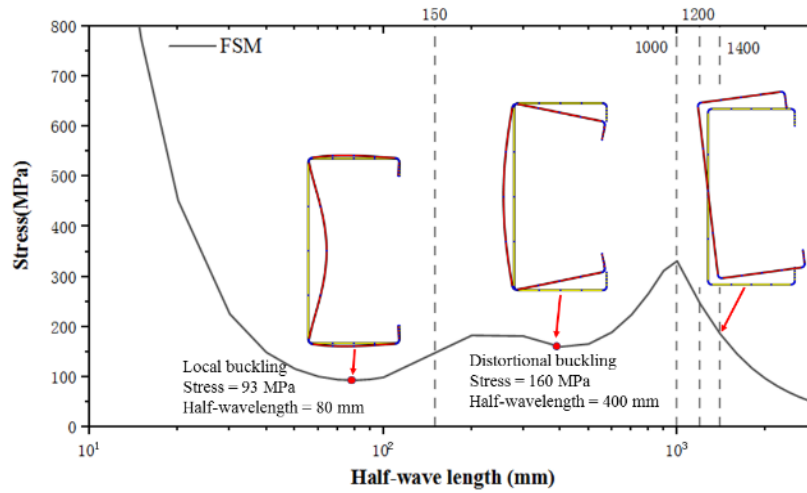 150
1200
800
FSM
1000
1400
700
600
500
400
300
200
100
0
Stress(MPa)
Local buckling
Stress = 93 MPa
Half-wavelength = 80 mm
Distortional buckling
Stress = 160 MPa
Half-wavelength = 400 mm
10¹
10²
10³
Half-wave length (mm)